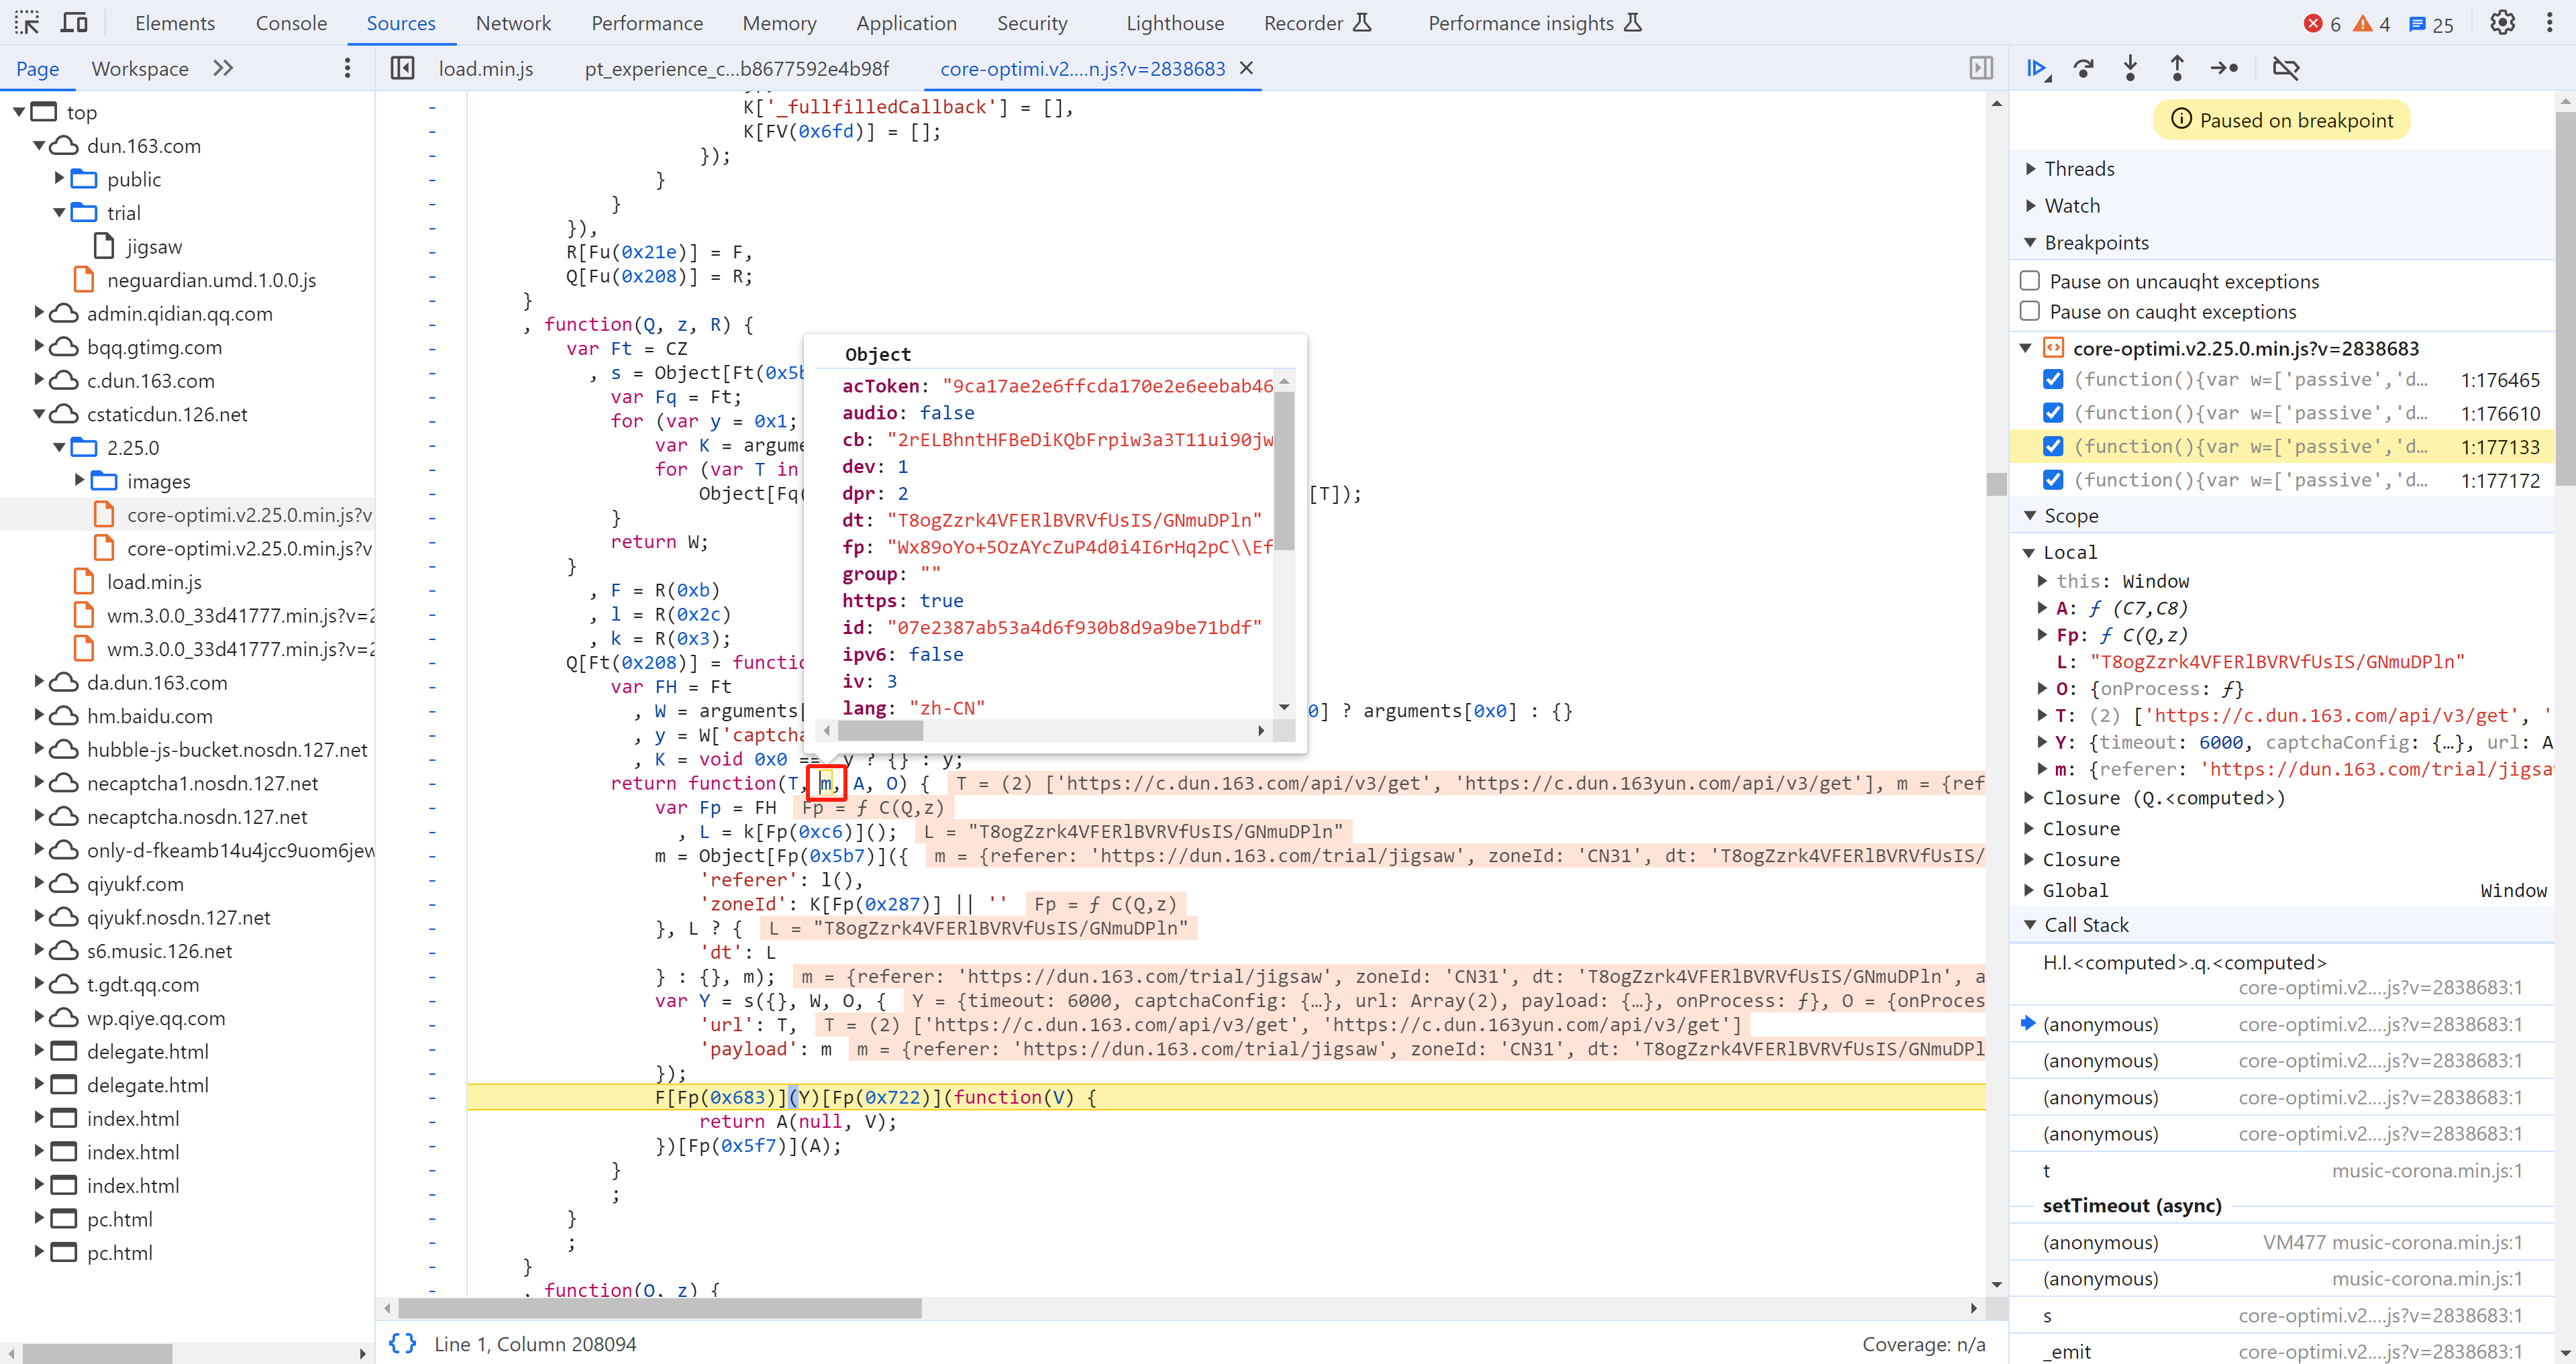 Elements Console Sources Network Performance Memory Application Security Lighthouse Recorder Performance insights 6 4 25
Page Workspace
load.min.js pt_experience_c...b8677592e4b98f core-optimi.v2....n.js?v=2838683
top
dun.163.com
public
trial
jigsaw
neguardian.umd.1.0.0.js
admin.qidian.qq.com
bqq.gtimg.com
c.dun.163.com
cstaticdun.126.net
2.25.0
images
core-optimi.v2.25.0.min.js?v
core-optimi.v2.25.0.min.js?v
load.min.js
wm.3.0.0_33d41777.min.js?v=2
wm.3.0.0_33d41777.min.js?v=2
da.dun.163.com
hm.baidu.com
hubble-js-bucket.nosdn.127.net
necaptcha1.nosdn.127.net
necaptcha.nosdn.127.net
only-d-fkeamb14u4jcc9uom6jew
qiyukf.com
qiyukf.nosdn.127.net
s6.music.126.net
t.gdt.qq.com
wp.qiye.qq.com
delegate.html
delegate.html
index.html
index.html
index.html
pc.html
pc.html
K['_fullfilledCallback'] = [],
K[FV(0x6fd)] = [];
});
}
}
}),
R[Fu(0x21e)] = F,
Q[Fu(0x208)] = R;
}
, function(Q, z, R) {
var Ft = CZ
, s = Object[Ft(0x5b
var Fq = Ft;
for (var y = 0x1;
var K = argume
for (var T in
Object[Fq( [T]);
}
return W;
}
, F = R(0xb)
, l = R(0x2c)
, k = R(0x3);
Q[Ft(0x208)] = functio
var FH = Ft
, W = arguments[ 0] ? arguments[0x0] : {}
, y = W['captcha
, K = void 0x0 == y ? {} : y;
return function(T, m, A, O) { T = (2) ['https://c.dun.163.com/api/v3/get', 'https://c.dun.163yun.com/api/v3/get'], m = {ref
var Fp = FH Fp = ƒ C(Q,z)
, L = k[Fp(0xc6)](); L = "T8ogZzrk4VFERlBVRVfUsIS/GNmuDPln"
m = Object[Fp(0x5b7)]({ m = {referer: 'https://dun.163.com/trial/jigsaw', zoneId: 'CN31', dt: 'T8ogZzrk4VFERlBVRVfUsIS/
'referer': l(),
'zoneId': K[Fp(0x287)] || '' Fp = ƒ C(Q,z)
}, L ? { L = "T8ogZzrk4VFERlBVRVfUsIS/GNmuDPln"
'dt': L
} : {}, m); m = {referer: 'https://dun.163.com/trial/jigsaw', zoneId: 'CN31', dt: 'T8ogZzrk4VFERlBVRVfUsIS/GNmuDPln', a
var Y = s({}, W, O, { Y = {timeout: 6000, captchaConfig: {…}, url: Array(2), payload: {…}, onProcess: ƒ}, O = {onProces
'url': T, T = (2) ['https://c.dun.163.com/api/v3/get', 'https://c.dun.163yun.com/api/v3/get']
'payload': m m = {referer: 'https://dun.163.com/trial/jigsaw', zoneId: 'CN31', dt: 'T8ogZzrk4VFERlBVRVfUsIS/GNmuDPl
});
F[Fp(0x683)](Y)[Fp(0x722)](function(V) {
return A(null, V);
})[Fp(0x5f7)](A);
}
;
}
;
}
, function(Q, z) {
Object
acToken: "9ca17ae2e6ffcda170e2e6eebab46
audio: false
cb: "2rELBhntHFBeDiKQbFrpiw3a3T11ui90jw
dev: 1
dpr: 2
dt: "T8ogZzrk4VFERlBVRVfUsIS/GNmuDPln"
fp: "Wx89oYo+5OzAYcZuP4d0i4I6rHq2pC\\Ef
group: ""
https: true
id: "07e2387ab53a4d6f930b8d9a9be71bdf"
ipv6: false
iv: 3
lang: "zh-CN"
{} Line 1, Column 208094 Coverage: n/a
Paused on breakpoint
Threads
Watch
Breakpoints
Pause on uncaught exceptions
Pause on caught exceptions
core-optimi.v2.25.0.min.js?v=2838683
(function(){var w=['passive','d… 1:176465
(function(){var w=['passive','d… 1:176610
(function(){var w=['passive','d… 1:177133
(function(){var w=['passive','d… 1:177172
Scope
Local
this: Window
A: ƒ (C7,C8)
Fp: ƒ C(Q,z)
L: "T8ogZzrk4VFERlBVRVfUsIS/GNmuDPln"
O: {onProcess: ƒ}
T: (2) ['https://c.dun.163.com/api/v3/get', '
Y: {timeout: 6000, captchaConfig: {…}, url: A
m: {referer: 'https://dun.163.com/trial/jigsa
Closure (Q.<computed>)
Closure
Closure
Global Window
Call Stack
H.I.<computed>.q.<computed>
core-optimi.v2....js?v=2838683:1
(anonymous) core-optimi.v2....js?v=2838683:1
(anonymous) core-optimi.v2....js?v=2838683:1
(anonymous) core-optimi.v2....js?v=2838683:1
(anonymous) core-optimi.v2....js?v=2838683:1
t music-corona.min.js:1
setTimeout (async)
(anonymous) VM477 music-corona.min.js:1
(anonymous) music-corona.min.js:1
s core-optimi.v2....js?v=2838683:1
_emit core-optimi.v2....js?v=2838683:1